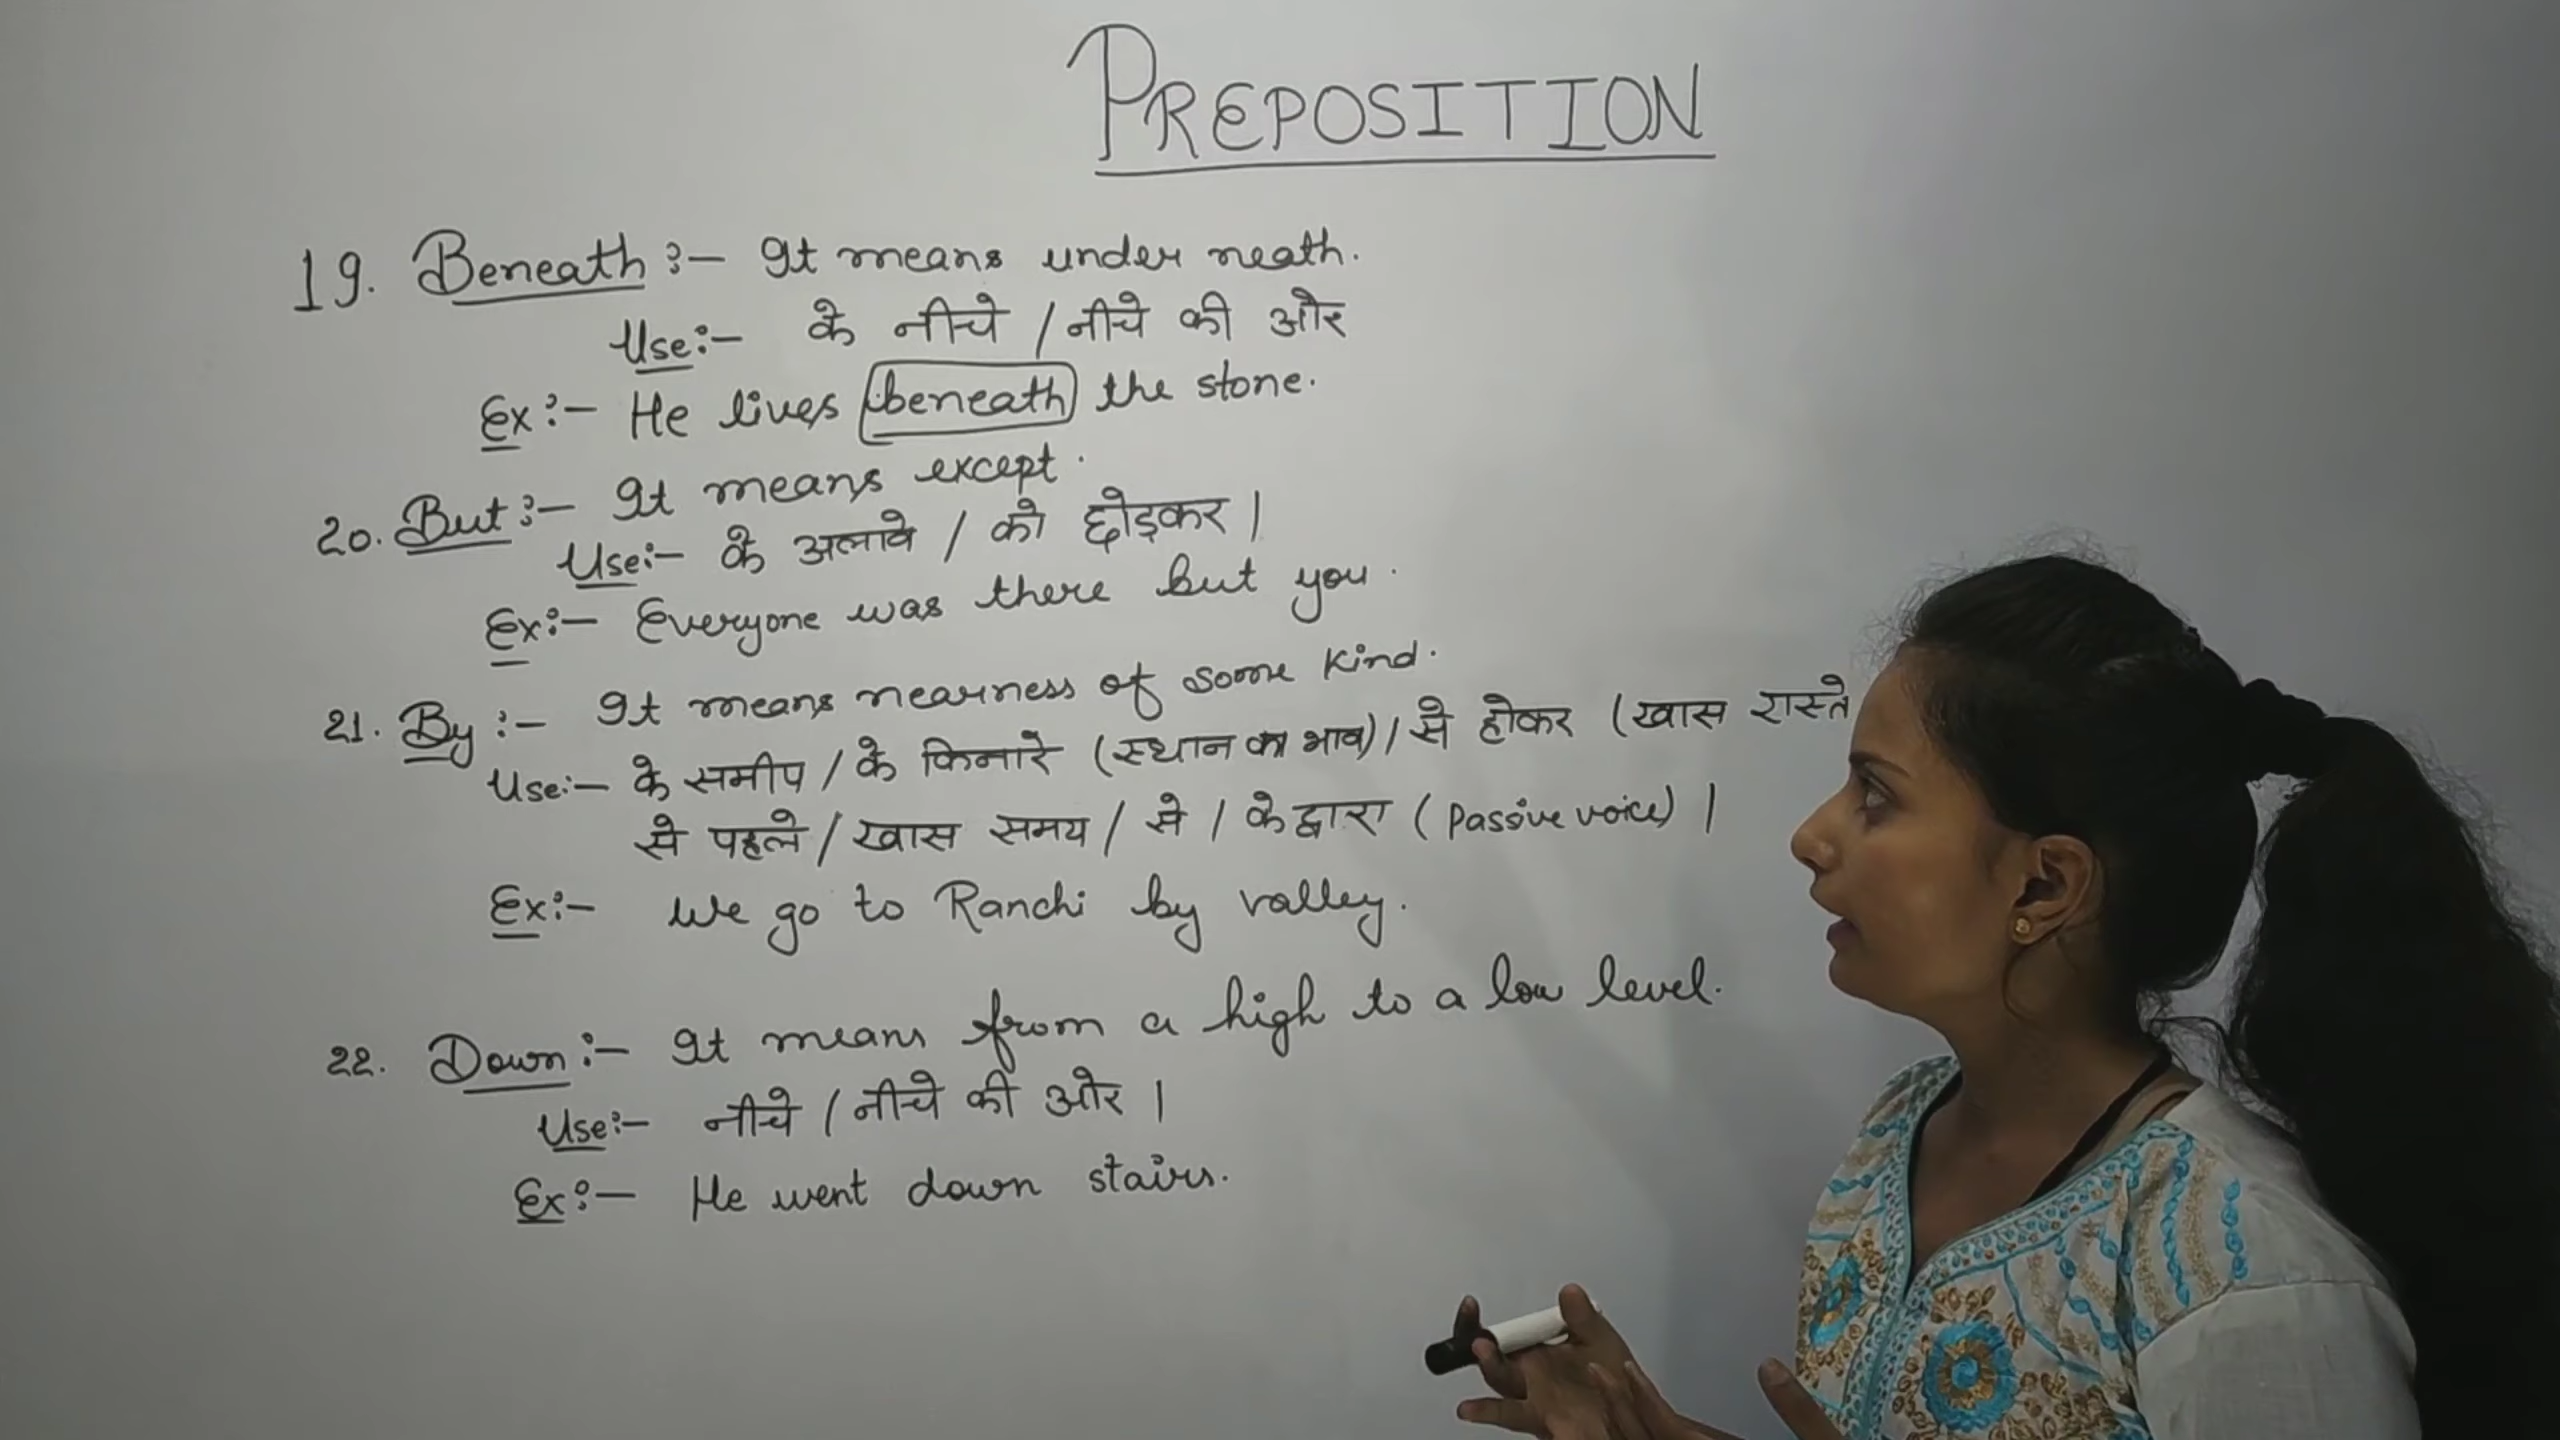 PREPOSITION
19. Beneath :- It means under neath.
Use:- के नीचे / नीचे की ओर
Ex:- He lives beneath the stone.
20. But:- It means except.
Use:- के अलावे / को छोड़कर |
Ex:- Everyone was there but you.
21. By:- It means nearness of some kind.
Use:- के समीप / के किनारे (स्थान का भाव) / से होकर (खास रास्ते
से पहले / खास समय / से / के द्वारा (Passive voice) |
Ex:- We go to Ranchi by valley.
22. Down:- It means from a high to a low level.
Use:- नीचे / नीचे की ओर |
Ex:- He went down stairs.